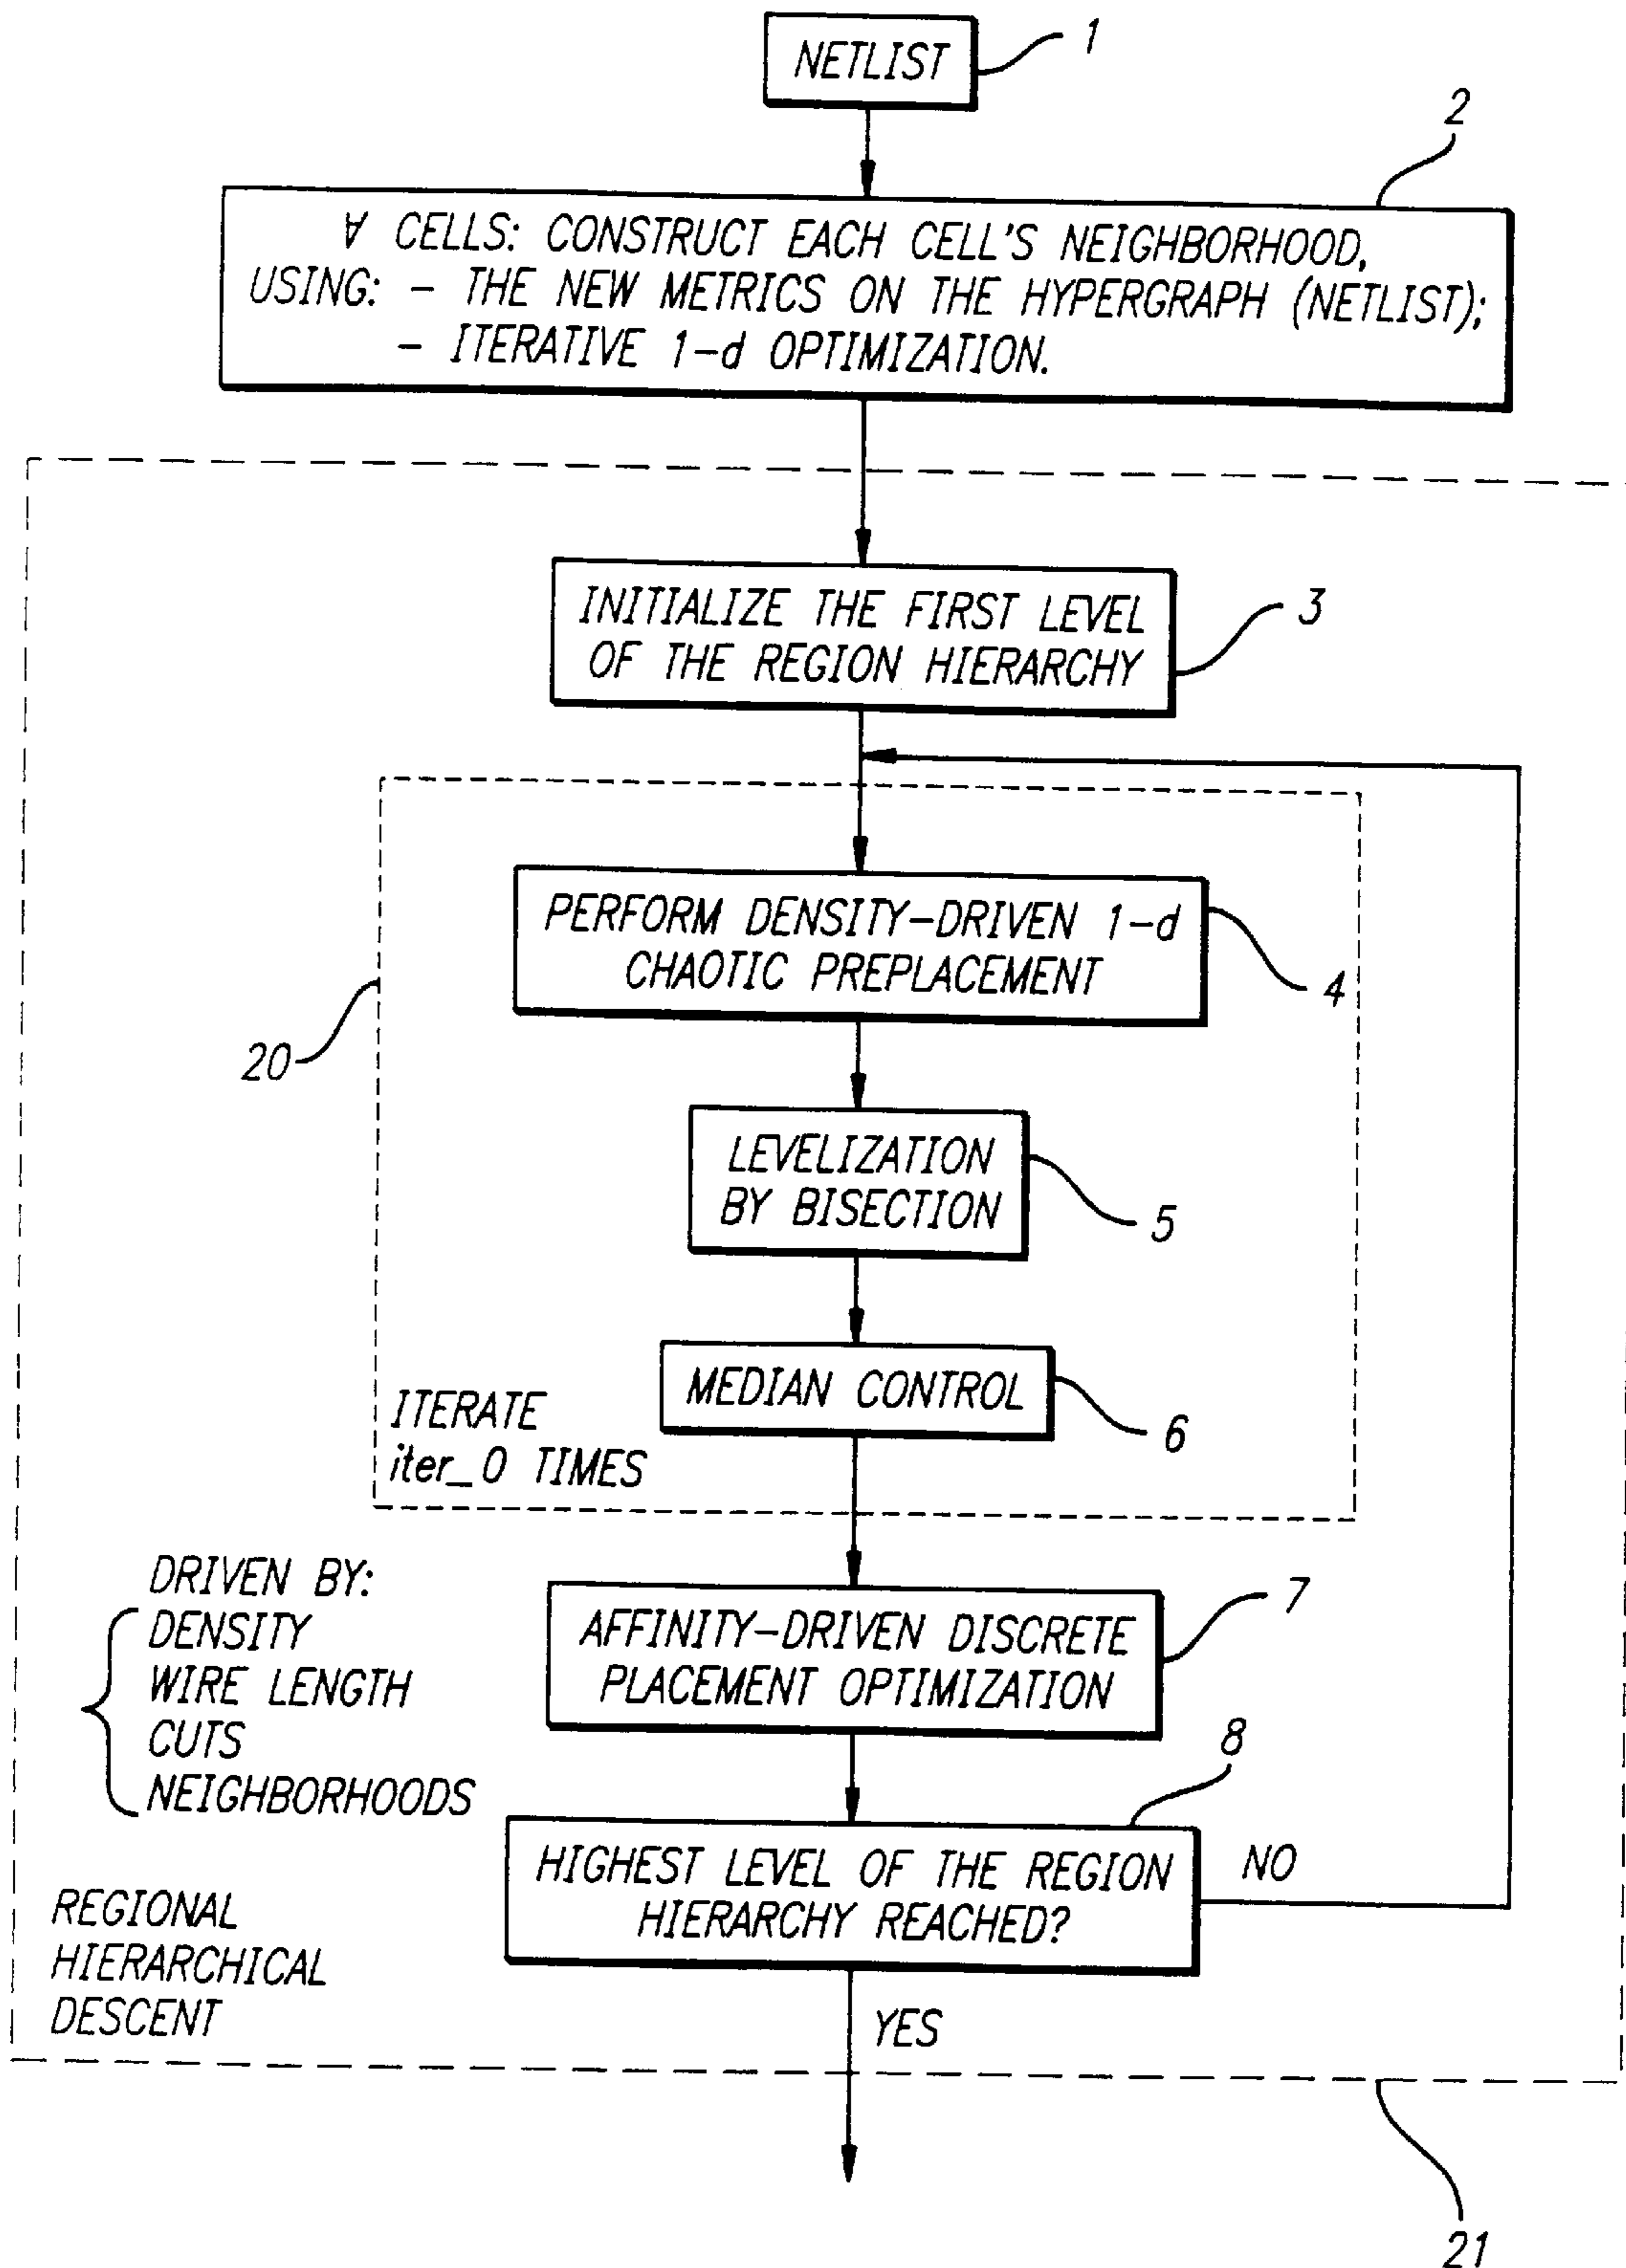 NETLIST
1
2
∀ CELLS: CONSTRUCT EACH CELL'S NEIGHBORHOOD,
USING: – THE NEW METRICS ON THE HYPERGRAPH (NETLIST);
– ITERATIVE 1–d OPTIMIZATION.
INITIALIZE THE FIRST LEVEL
OF THE REGION HIERARCHY
3
PERFORM DENSITY–DRIVEN 1–d
CHAOTIC PREPLACEMENT
4
20
LEVELIZATION
BY BISECTION
5
MEDIAN CONTROL
6
ITERATE
iter_0 TIMES
DRIVEN BY:
DENSITY
WIRE LENGTH
CUTS
NEIGHBORHOODS
AFFINITY–DRIVEN DISCRETE
PLACEMENT OPTIMIZATION
7
8
HIGHEST LEVEL OF THE REGION
HIERARCHY REACHED?
NO
REGIONAL
HIERARCHICAL
DESCENT
YES
21